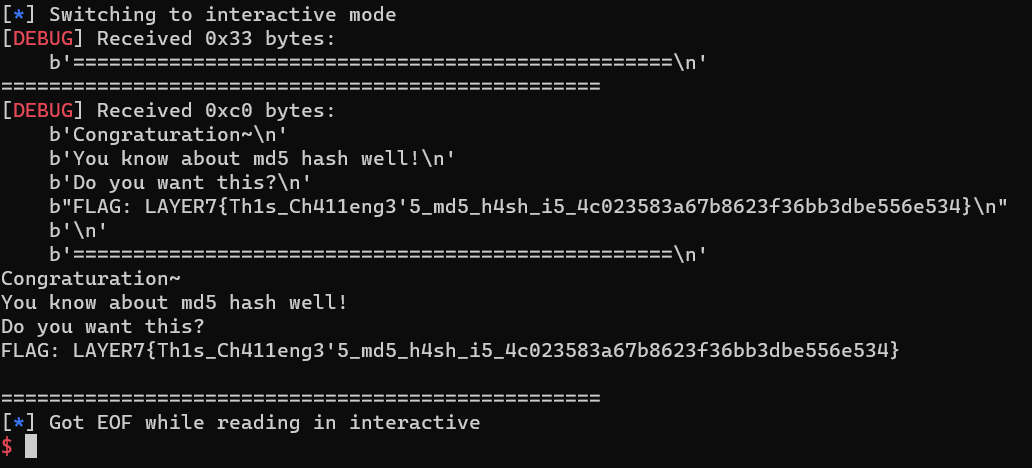 [*] Switching to interactive mode
[DEBUG] Received 0x33 bytes:
    b'==================================================\n'
==================================================
[DEBUG] Received 0xc0 bytes:
    b'Congraturation~\n'
    b'You know about md5 hash well!\n'
    b'Do you want this?\n'
    b"FLAG: LAYER7{Th1s_Ch411eng3'5_md5_h4sh_i5_4c023583a67b8623f36bb3dbe556e534}\n"
    b'\n'
    b'==================================================\n'
Congraturation~
You know about md5 hash well!
Do you want this?
FLAG: LAYER7{Th1s_Ch411eng3'5_md5_h4sh_i5_4c023583a67b8623f36bb3dbe556e534}

==================================================
[*] Got EOF while reading in interactive
$